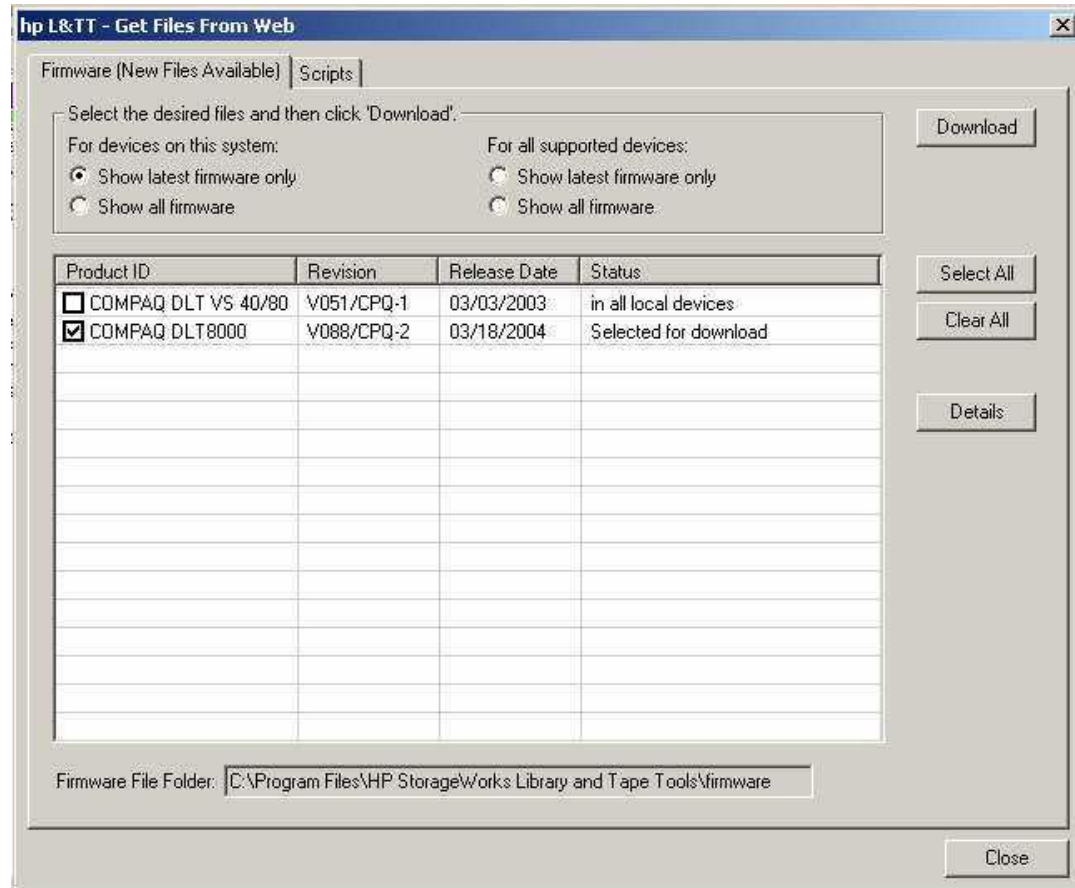 hp L&TT - Get Files From Web
Firmware (New Files Available) Scripts
Select the desired files and then click 'Download'.
For devices on this system: For all supported devices:
Show latest firmware only Show latest firmware only
Show all firmware Show all firmware
Download
Product ID Revision Release Date Status
COMPAQ DLT VS 40/80 V051/CPQ-1 03/03/2003 in all local devices
COMPAQ DLT8000 V088/CPQ-2 03/18/2004 Selected for download
Select All
Clear All
Details
Firmware File Folder: C:\Program Files\HP StorageWorks Library and Tape Tools\firmware
Close